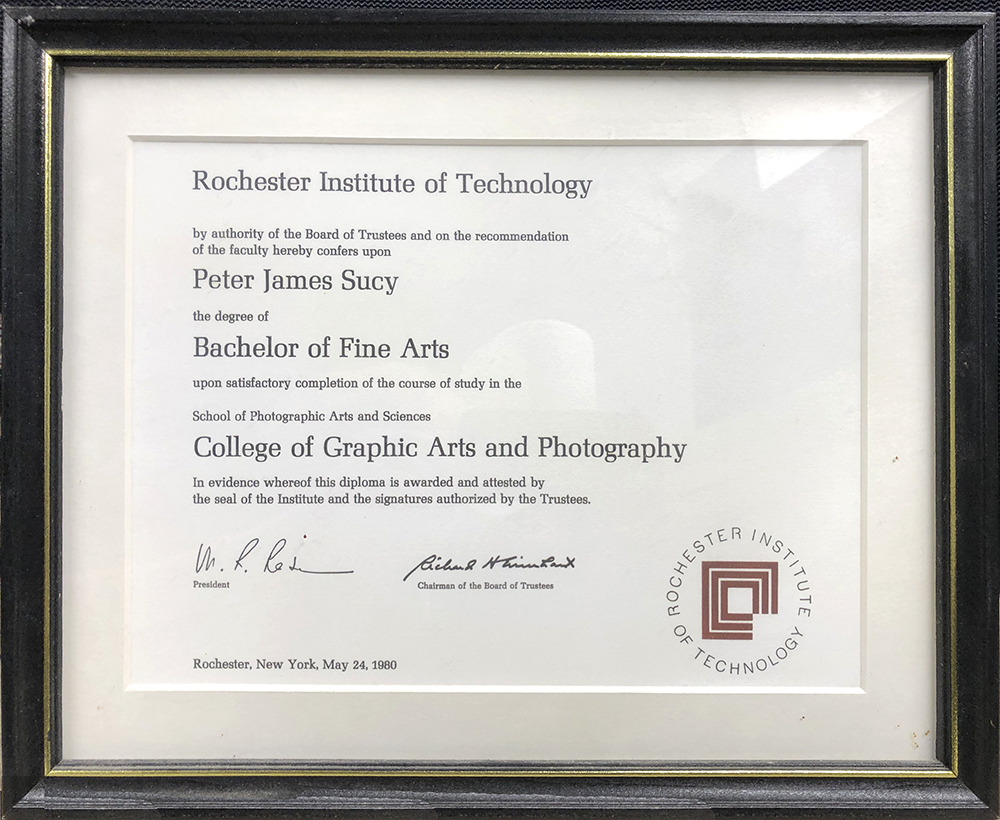 Rochester Institute of Technology
by authority of the Board of Trustees and on the recommendation
of the faculty hereby confers upon
Peter James Sucy
the degree of
Bachelor of Fine Arts
upon satisfactory completion of the course of study in the
School of Photographic Arts and Sciences
College of Graphic Arts and Photography
In evidence whereof this diploma is awarded and attested by
the seal of the Institute and the signatures authorized by the Trustees.
President
Chairman of the Board of Trustees
Rochester, New York, May 24, 1980
ROCHESTER INSTITUTE OF TECHNOLOGY